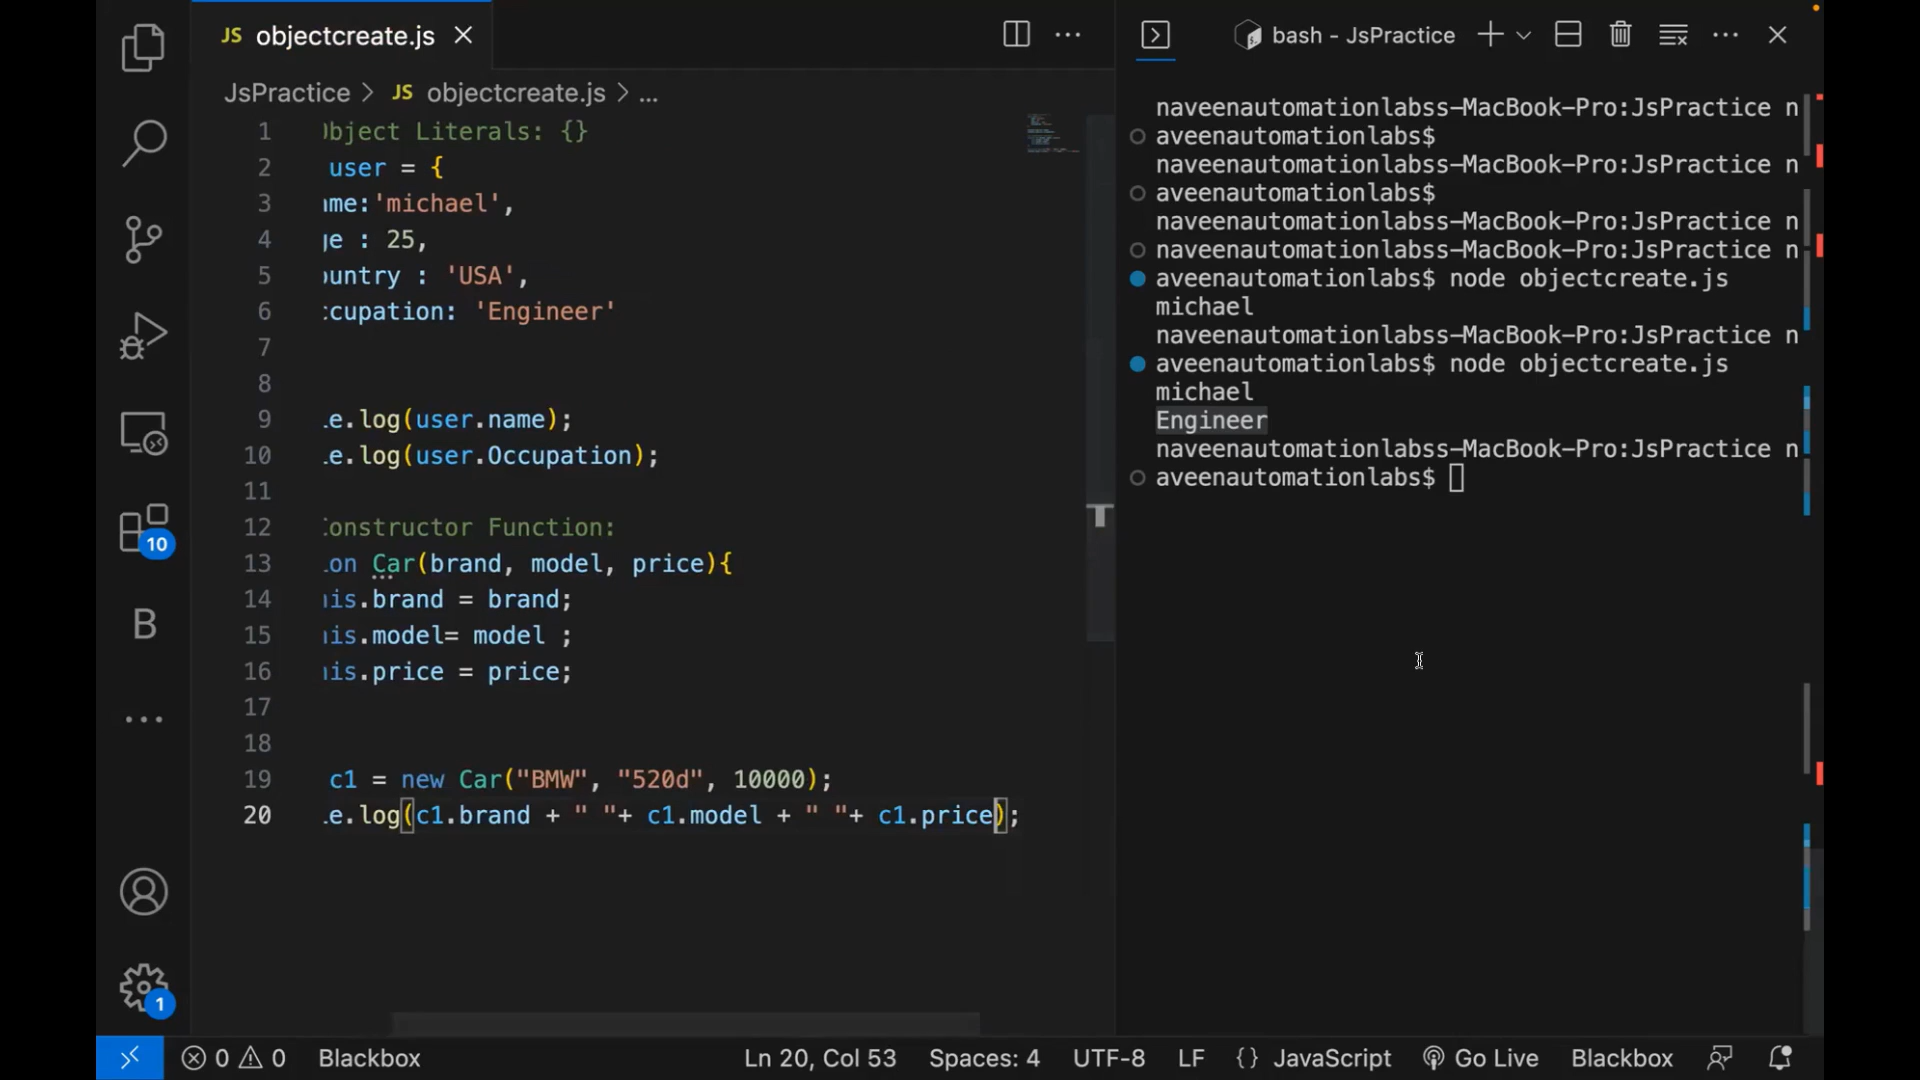 JS objectcreate.js
JsPractice > JS objectcreate.js > ...
1 bject Literals: {}
2 user = {
3 me:'michael',
4 e : 25,
5 untry : 'USA',
6 cupation: 'Engineer'
7
8
9 e.log(user.name);
10 e.log(user.Occupation);
11
12 onstructor Function:
13 on Car(brand, model, price){
14 is.brand = brand;
15 is.model= model ;
16 is.price = price;
17
18
19 c1 = new Car("BMW", "520d", 10000);
20 e.log(c1.brand + " "+ c1.model + " "+ c1.price);
bash - JsPractice
naveenautomationlabss-MacBook-Pro:JsPractice n
aveenautomationlabs$
naveenautomationlabss-MacBook-Pro:JsPractice n
aveenautomationlabs$
naveenautomationlabss-MacBook-Pro:JsPractice n
naveenautomationlabss-MacBook-Pro:JsPractice n
aveenautomationlabs$ node objectcreate.js
michael
naveenautomationlabss-MacBook-Pro:JsPractice n
aveenautomationlabs$ node objectcreate.js
michael
Engineer
naveenautomationlabss-MacBook-Pro:JsPractice n
aveenautomationlabs$
10
B
1
0 0 Blackbox Ln 20, Col 53 Spaces: 4 UTF-8 LF {} JavaScript Go Live Blackbox